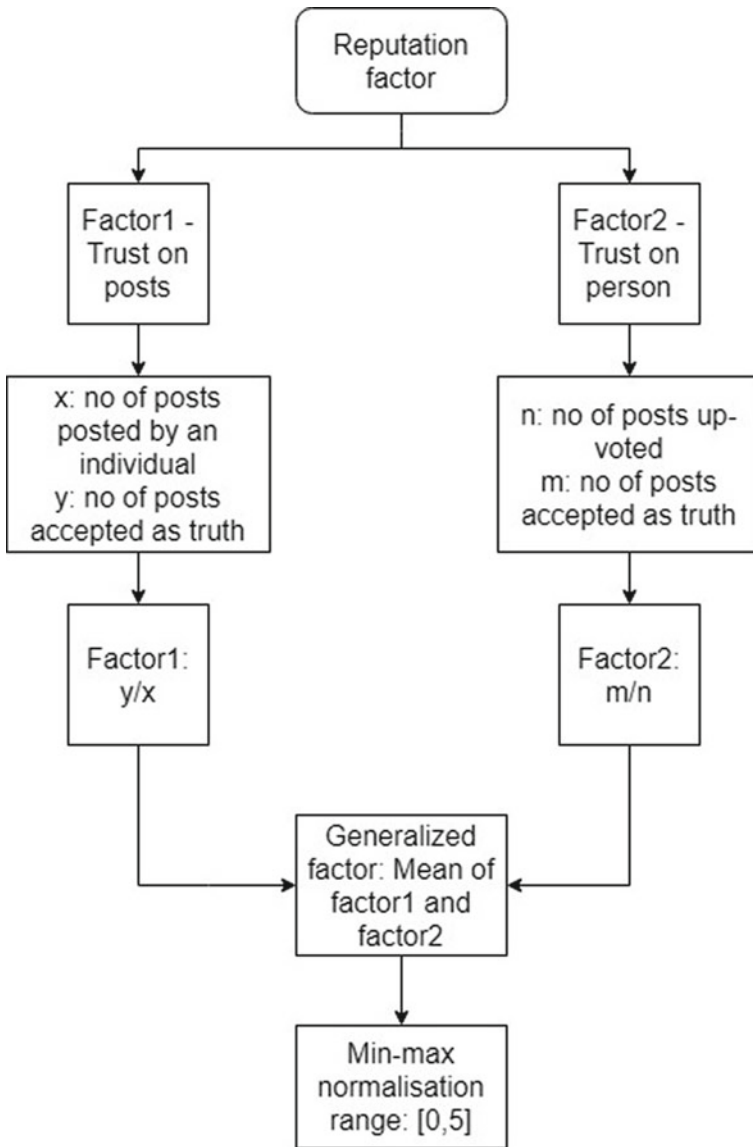 Reputation
factor
Factor1 -
Trust on
posts
Factor2 -
Trust on
person
x: no of posts
posted by an
individual
y: no of posts
accepted as truth
n: no of posts up-
voted
m: no of posts
accepted as truth
Factor1:
y/x
Factor2:
m/n
Generalized
factor: Mean of
factor1 and
factor2
Min-max
normalisation
range: [0,5]